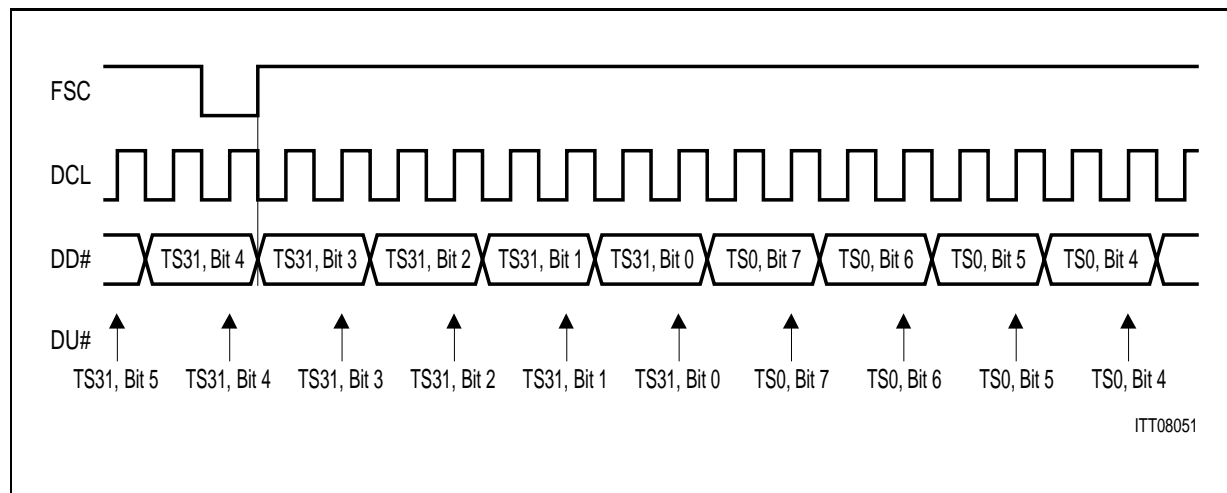 FSC
DCL
DD# TS31, Bit 4 TS31, Bit 3 TS31, Bit 2 TS31, Bit 1 TS31, Bit 0 TS0, Bit 7 TS0, Bit 6 TS0, Bit 5 TS0, Bit 4
DU#
TS31, Bit 5 TS31, Bit 4 TS31, Bit 3 TS31, Bit 2 TS31, Bit 1 TS31, Bit 0 TS0, Bit 7 TS0, Bit 6 TS0, Bit 5 TS0, Bit 4
ITT08051